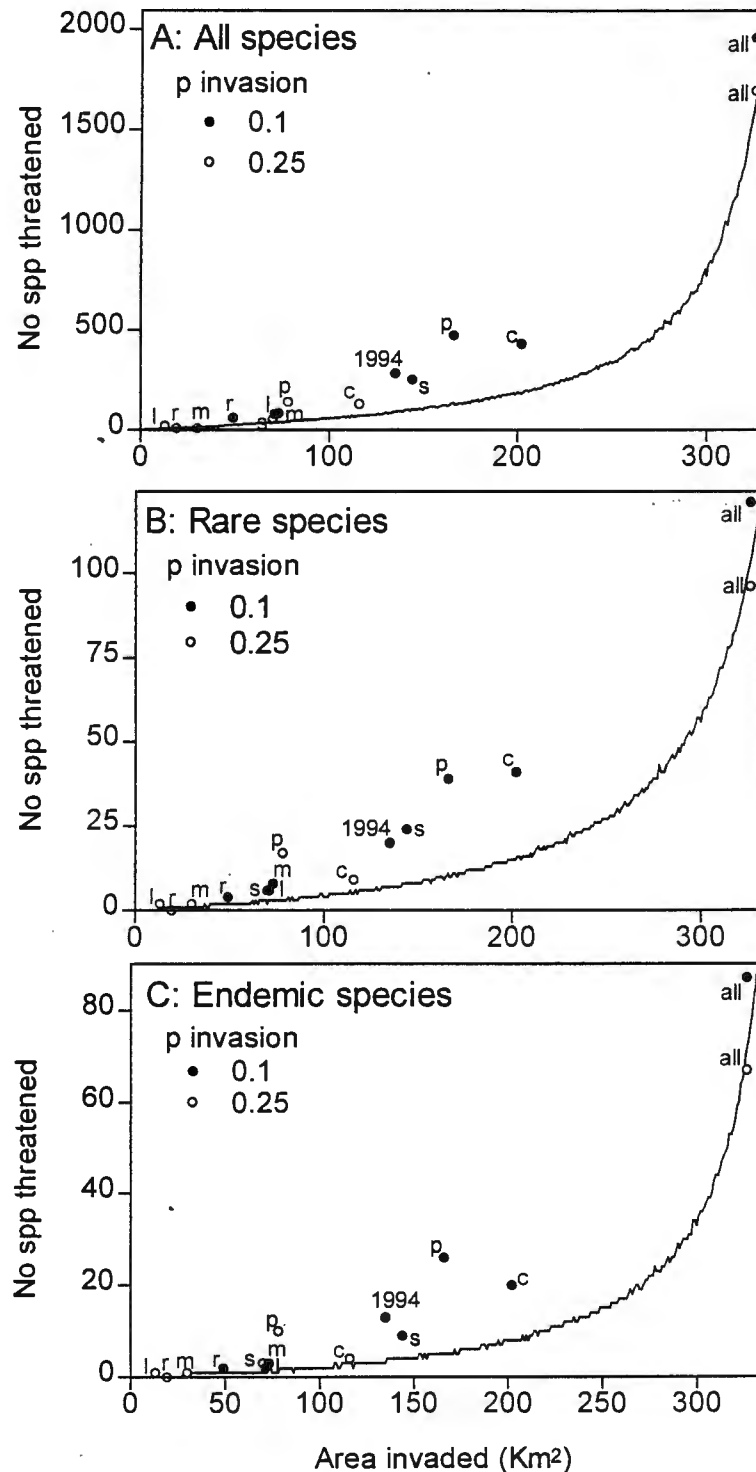 A: All species
p invasion
● 0.1
○ 0.25
No spp threatened
2000
1500
1000
500
0
all
all
p
c
1994
s
c
p
l
m
s
r
m
r
l
0 100 200 300
B: Rare species
p invasion
● 0.1
○ 0.25
No spp threatened
100
75
50
25
0
all
all
p
c
1994
s
p
c
m
l
s
r
m
r
l
0 100 200 300
C: Endemic species
p invasion
● 0.1
○ 0.25
No spp threatened
80
60
40
20
0
all
all
p
c
1994
s
p
c
m
l
s
r
m
r
l
0 50 100 150 200 250 300
Area invaded (Km²)